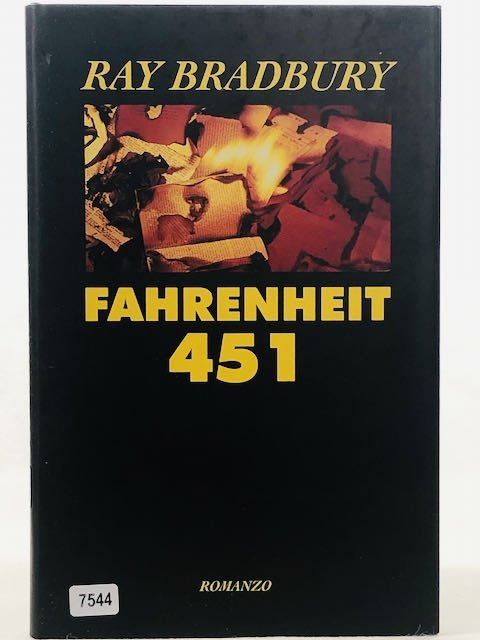 RAY BRADBURY
FAHRENHEIT
451
ROMANZO
7544